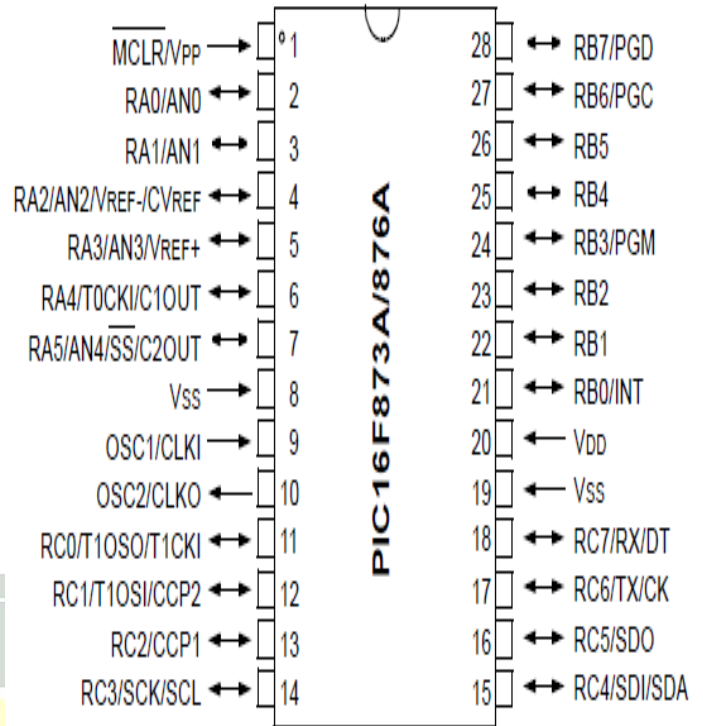 MCLR/VPP 1 28 RB7/PGD
RA0/AN0 2 27 RB6/PGC
RA1/AN1 3 26 RB5
RA2/AN2/VREF-/CVREF 4 25 RB4
RA3/AN3/VREF+ 5 24 RB3/PGM
RA4/T0CKI/C1OUT 6 23 RB2
RA5/AN4/SS/C2OUT 7 22 RB1
VSS 8 21 RB0/INT
OSC1/CLKI 9 20 VDD
OSC2/CLKO 10 19 VSS
RC0/T1OSO/T1CKI 11 18 RC7/RX/DT
RC1/T1OSI/CCP2 12 17 RC6/TX/CK
RC2/CCP1 13 16 RC5/SDO
RC3/SCK/SCL 14 15 RC4/SDI/SDA
PIC16F873A/876A